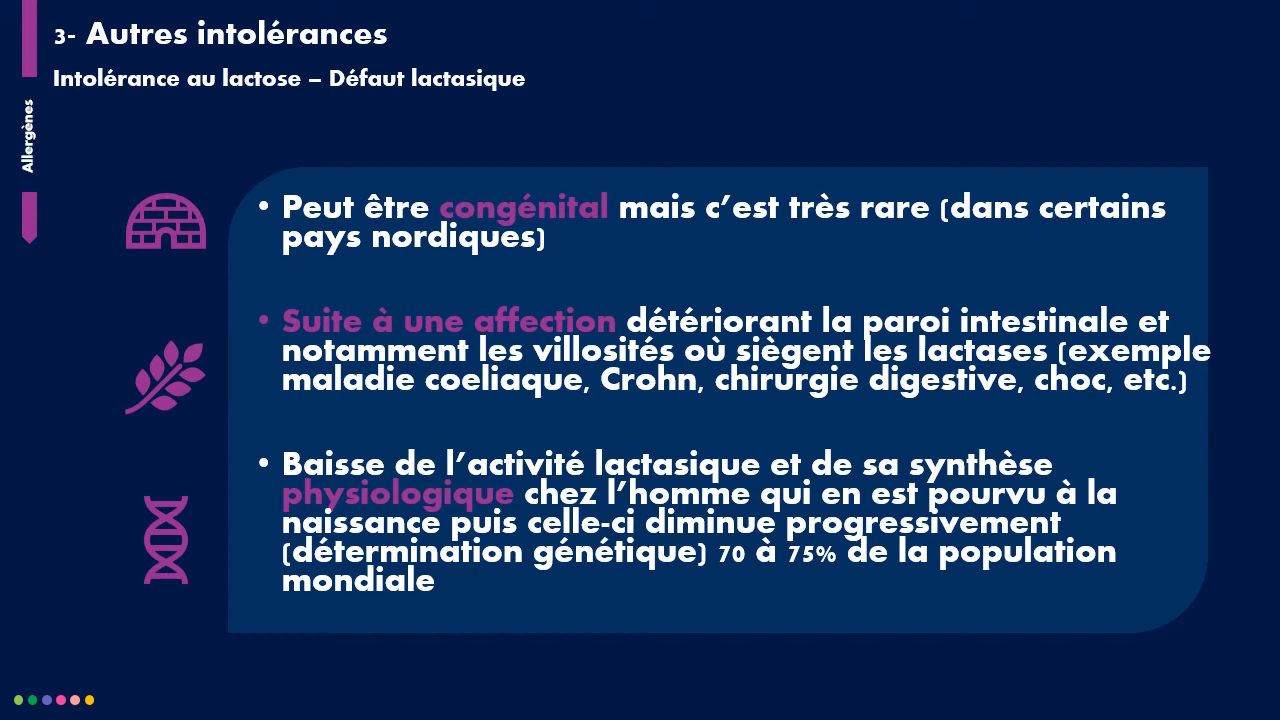 3- Autres intolérances
Intolérance au lactose – Défaut lactasique
Allergènes
• Peut être congénital mais c’est très rare (dans certains
pays nordiques)
• Suite à une affection détériorant la paroi intestinale et
notamment les villosités où siègent les lactases (exemple
maladie coeliaque, Crohn, chirurgie digestive, choc, etc.)
• Baisse de l’activité lactasique et de sa synthèse
physiologique chez l’homme qui en est pourvu à la
naissance puis celle-ci diminue progressivement
(détermination génétique) 70 à 75% de la population
mondiale